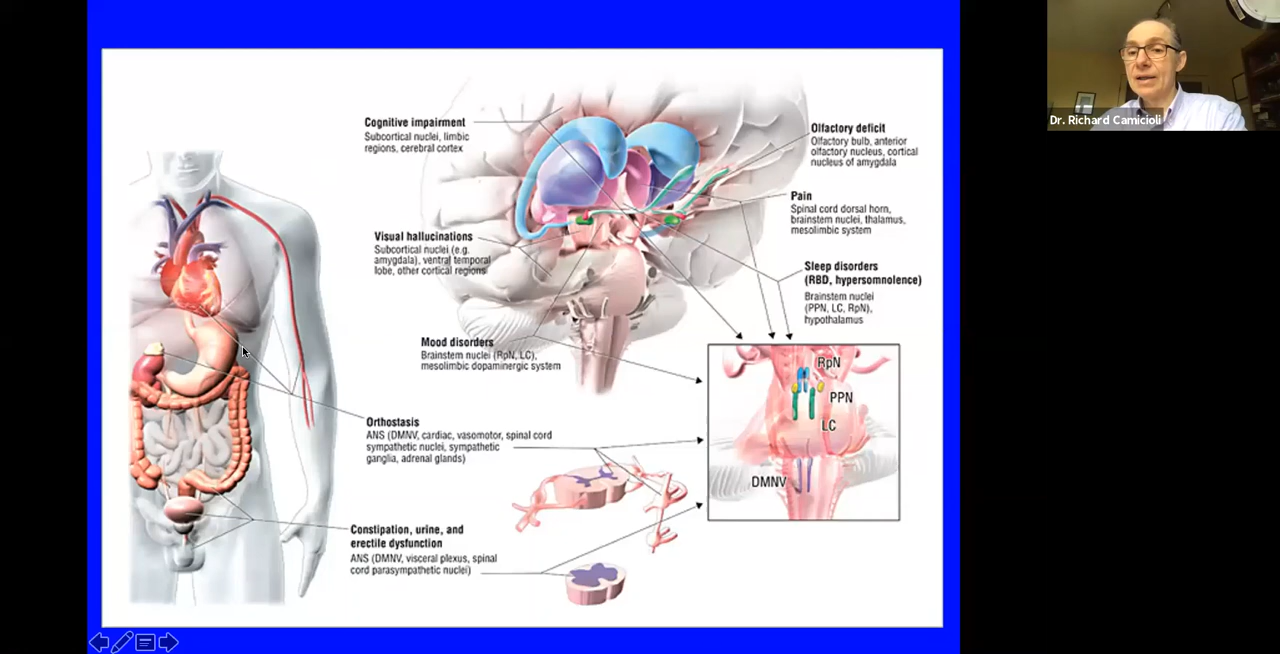 Cognitive impairment
Subcortical nuclei, limbic
regions, cerebral cortex
Visual hallucinations
Subcortical nuclei (e.g.
amygdala), ventral temporal
lobe, other cortical regions
Mood disorders
Brainstem nuclei (RpN, LC),
mesolimbic dopaminergic system
Orthostasis
ANS (DMNV, cardiac, vasomotor, spinal cord
sympathetic nuclei, sympathetic
ganglia, adrenal glands)
Constipation, urine, and
erectile dysfunction
ANS (DMNV, visceral plexus, spinal
cord parasympathetic nuclei)
Olfactory deficit
Olfactory bulb, anterior
olfactory nucleus, cortical
nucleus of amygdala
Pain
Spinal cord dorsal horn,
brainstem nuclei, thalamus,
mesolimbic system
Sleep disorders
(RBD, hypersomnolence)
Brainstem nuclei
(PPN, LC, RpN),
hypothalamus
RpN
PPN
LC
DMNV
Dr. Richard Camicioli